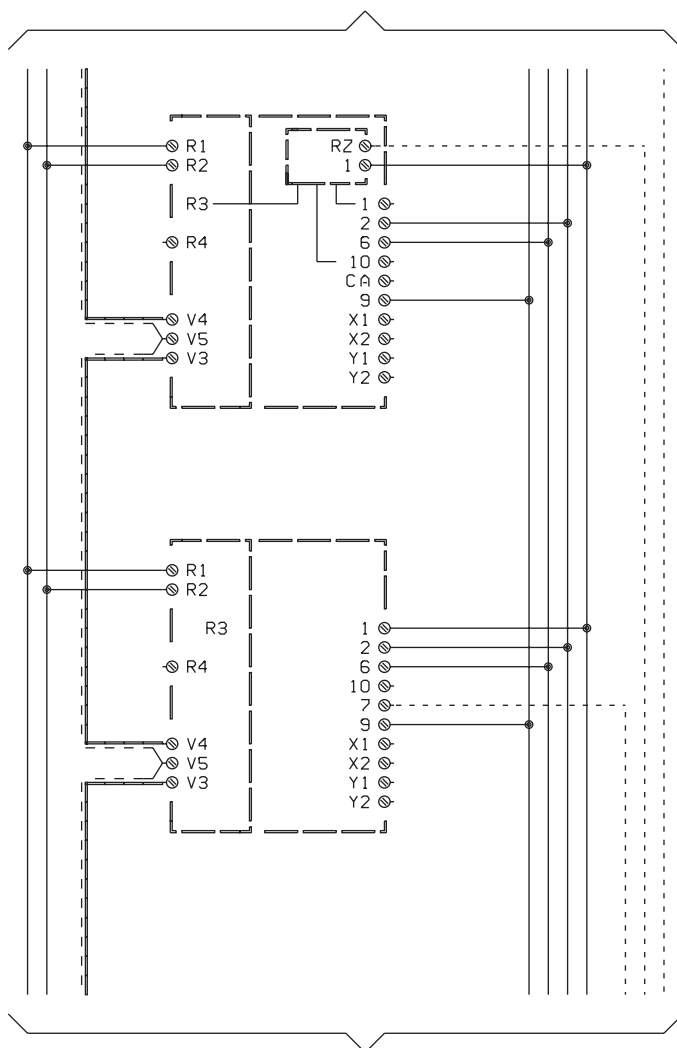 R1 RZ
R2 1
R3 1
2
R4 6
10
CA
9
V4 X1
V5 X2
V3 Y1
Y2
R1
R2
R3 1
2
R4 6
10
7
9
V4 X1
V5 X2
V3 Y1
Y2